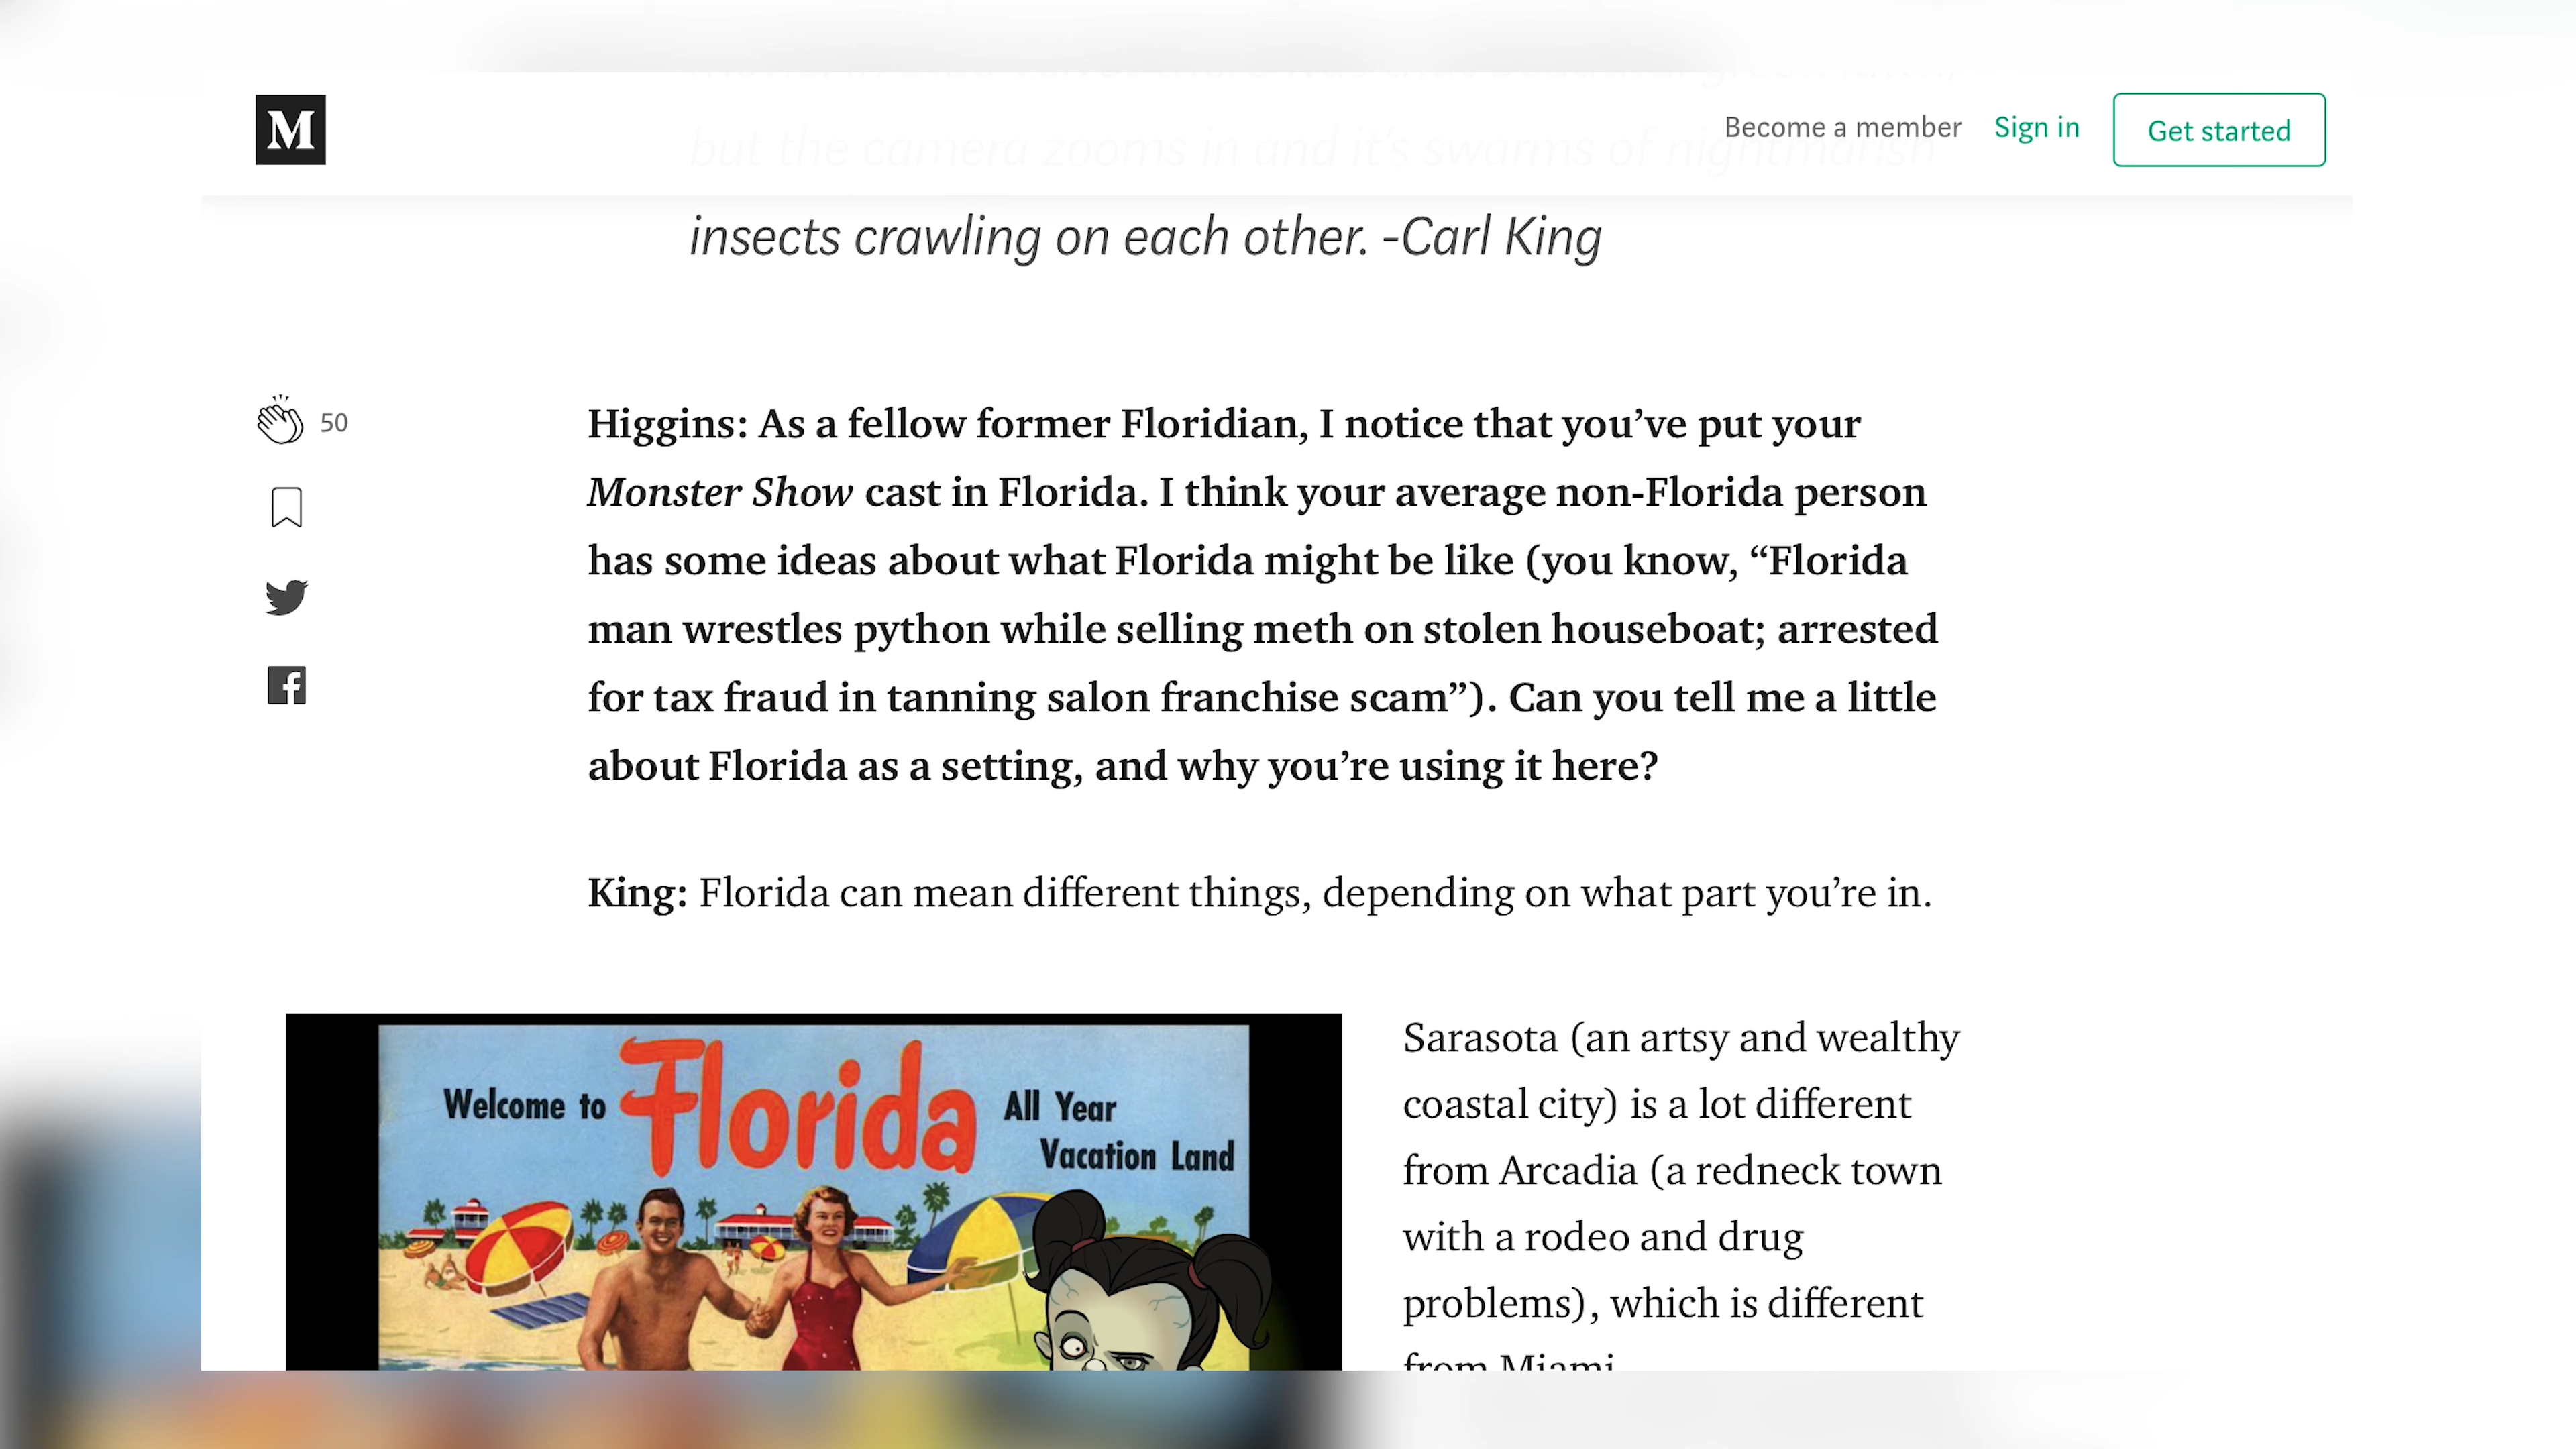 M
Become a member Sign in Get started
but the camera zooms in and it's swarms of nightmarish
insects crawling on each other. -Carl King
50
Higgins: As a fellow former Floridian, I notice that you’ve put your
Monster Show cast in Florida. I think your average non-Florida person
has some ideas about what Florida might be like (you know, “Florida
man wrestles python while selling meth on stolen houseboat; arrested
for tax fraud in tanning salon franchise scam”). Can you tell me a little
about Florida as a setting, and why you’re using it here?
King: Florida can mean different things, depending on what part you’re in.
Welcome to Florida All Year
Vacation Land
Sarasota (an artsy and wealthy
coastal city) is a lot different
from Arcadia (a redneck town
with a rodeo and drug
problems), which is different
from Miami